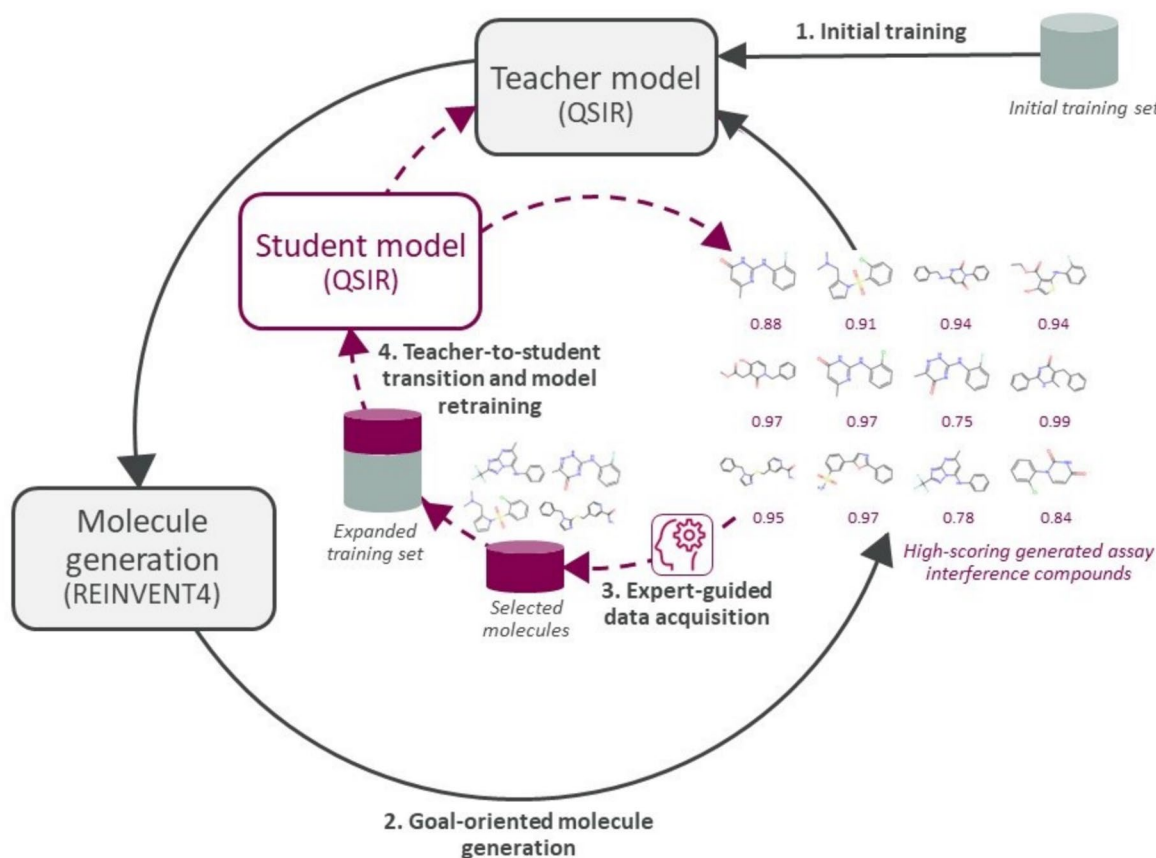 1. Initial training
Teacher model
(QSIR)
Initial training set
Student model
(QSIR)
0.88 0.91 0.94 0.94
4. Teacher-to-student
transition and model
retraining
0.97 0.97 0.75 0.99
Molecule
generation
(REINVENT4)
Expanded
training set
0.95 0.97 0.78 0.84
High-scoring generated assay
interference compounds
Selected
molecules
3. Expert-guided
data acquisition
2. Goal-oriented molecule
generation